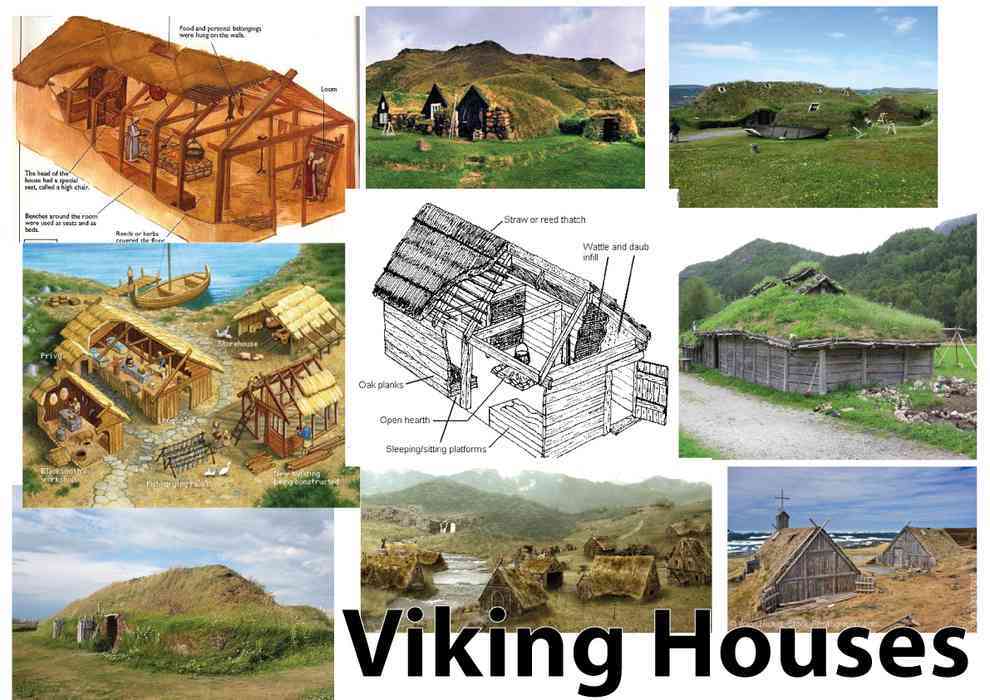 Food and personal belongings
were hung on the walls.
Loom
The head of the
house had a special
seat, called a high chair.
Benches around the room
were used as seats and as
beds.
Reeds or herbs
covered the floor
Straw or reed thatch
Wattle and daub
infill
Oak planks
Open hearth
Sleeping/sitting platforms
Privy
Storehouse
Blacksmith's
workshop
New building
being constructed
Viking Houses